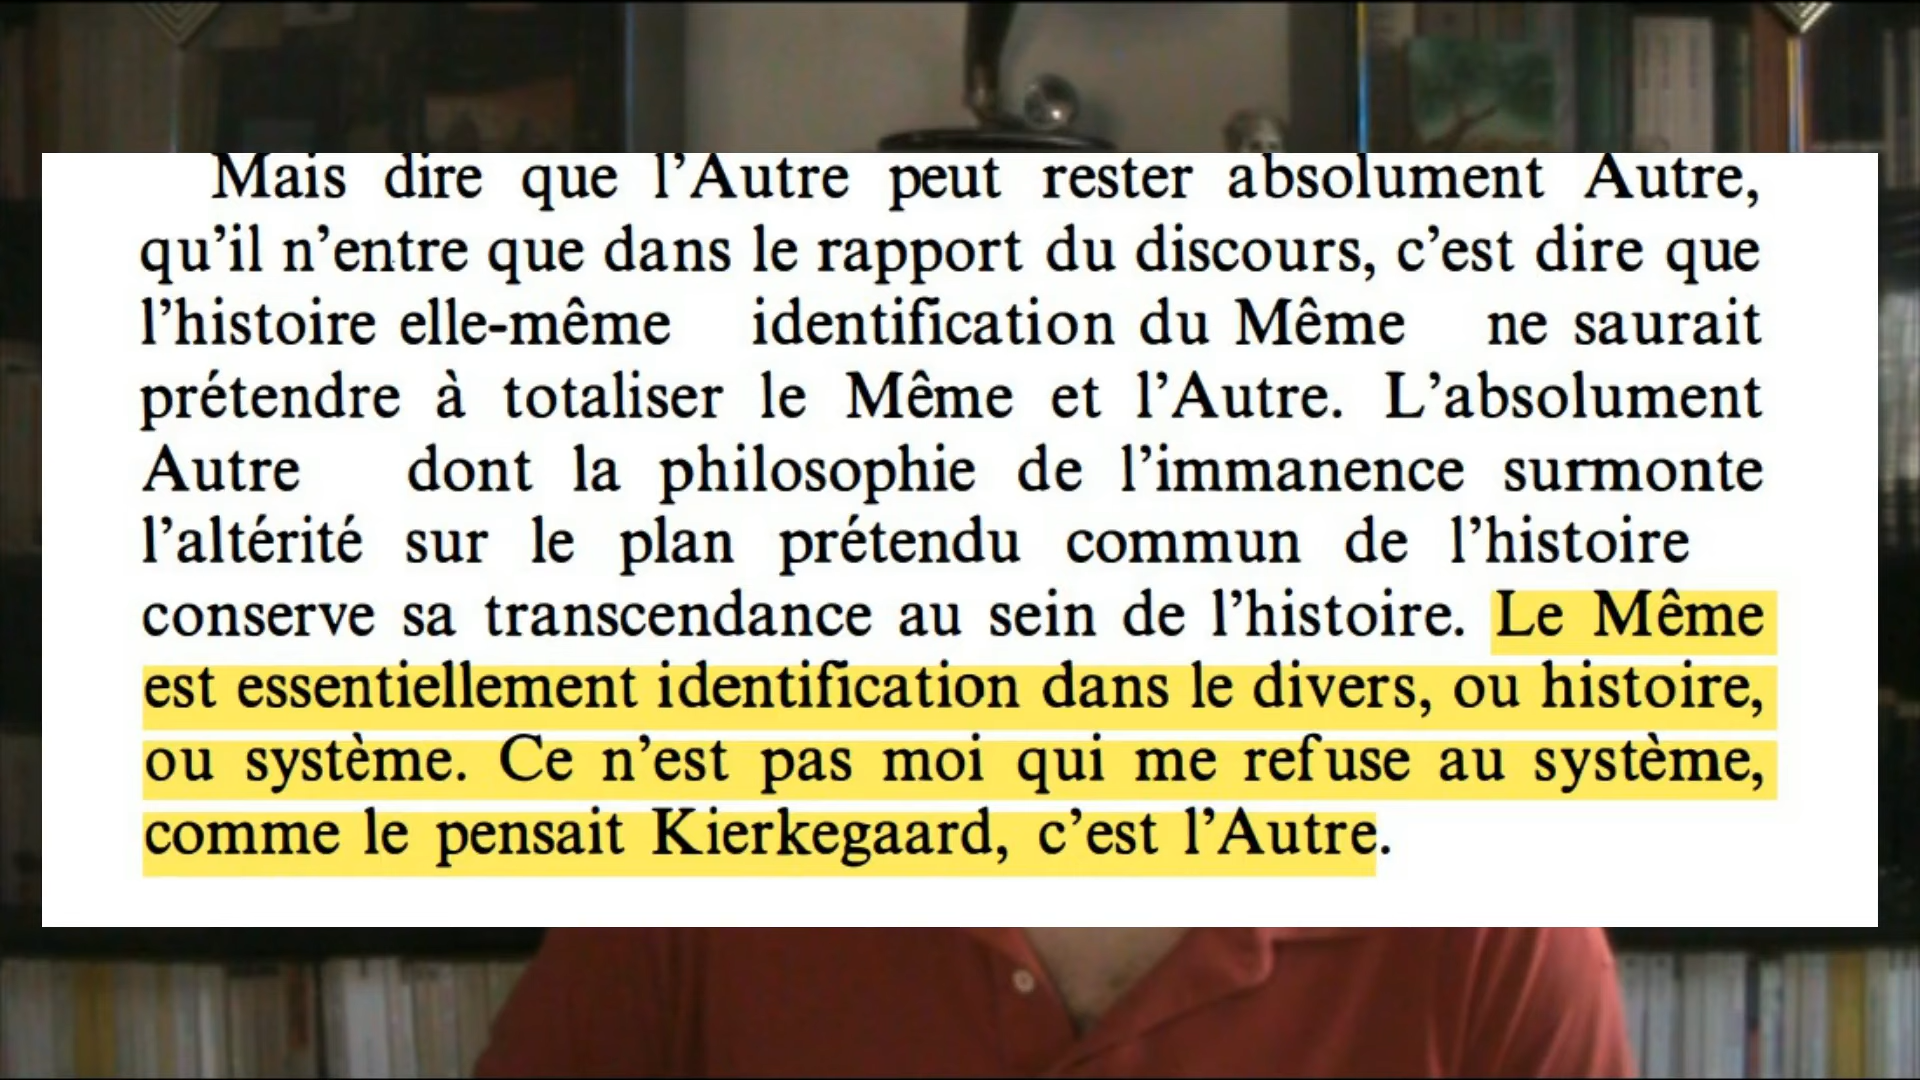 Mais dire que l’Autre peut rester absolument Autre,
qu’il n’entre que dans le rapport du discours, c’est dire que
l’histoire elle-même identification du Même ne saurait
prétendre à totaliser le Même et l’Autre. L’absolument
Autre dont la philosophie de l’immanence surmonte
l’altérité sur le plan prétendu commun de l’histoire
conserve sa transcendance au sein de l’histoire. Le Même
est essentiellement identification dans le divers, ou histoire,
ou système. Ce n’est pas moi qui me refuse au système,
comme le pensait Kierkegaard, c’est l’Autre.